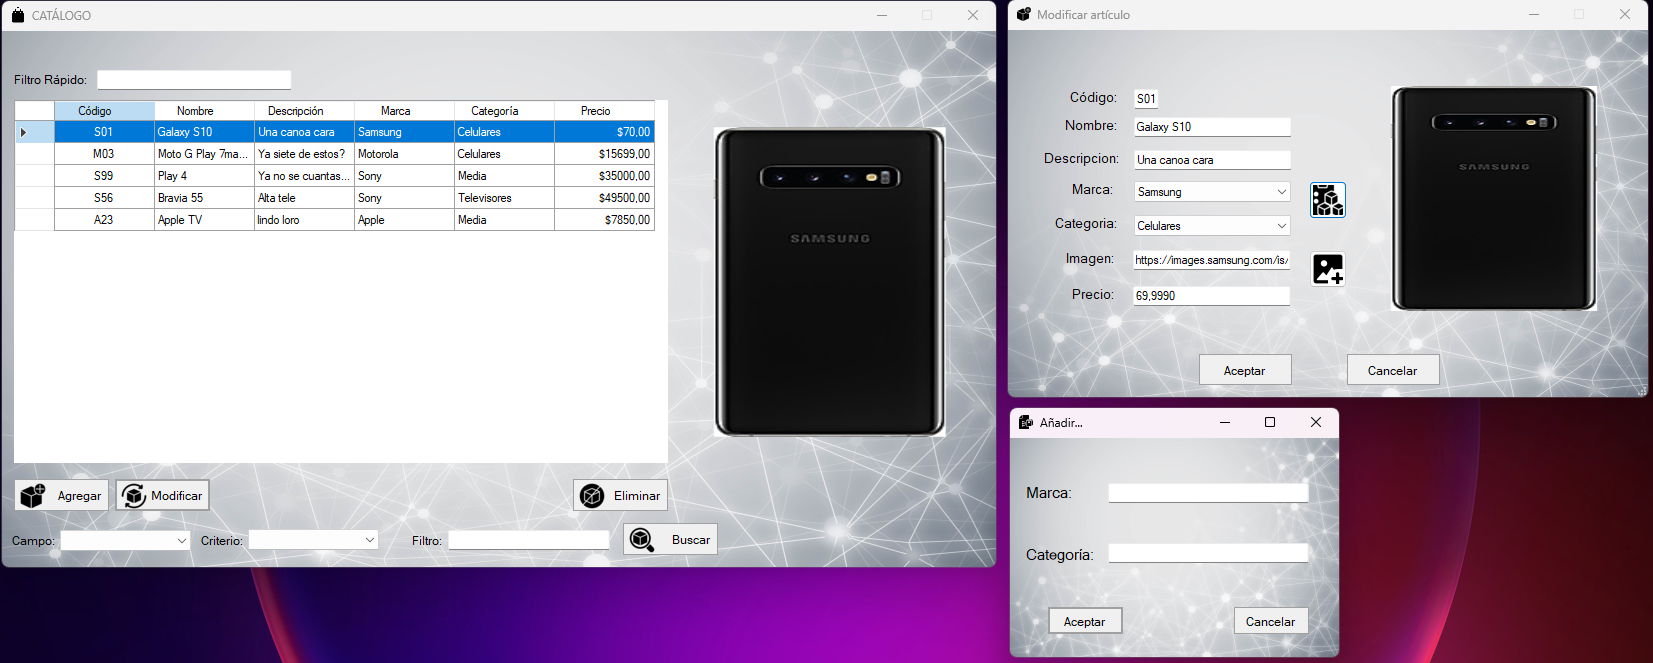 CATÁLOGO
Filtro Rápido:
Código Nombre Descripción Marca Categoría Precio
S01 Galaxy S10 Una canoa cara Samsung Celulares $70,00
M03 Moto G Play 7ma... Ya siete de estos? Motorola Celulares $15699,00
S99 Play 4 Ya no se cuantas... Sony Media $35000,00
S56 Bravia 55 Alta tele Sony Televisores $49500,00
A23 Apple TV lindo loro Apple Media $7850,00
SAMSUNG
Agregar Modificar Eliminar
Campo: Criterio: Filtro: Buscar
Modificar artículo
Código: S01
Nombre: Galaxy S10
Descripcion: Una canoa cara
Marca: Samsung
Categoria: Celulares
Imagen: https://images.samsung.com/is/
Precio: 69,9990
SAMSUNG
Aceptar Cancelar
Añadir...
Marca:
Categoría:
Aceptar Cancelar